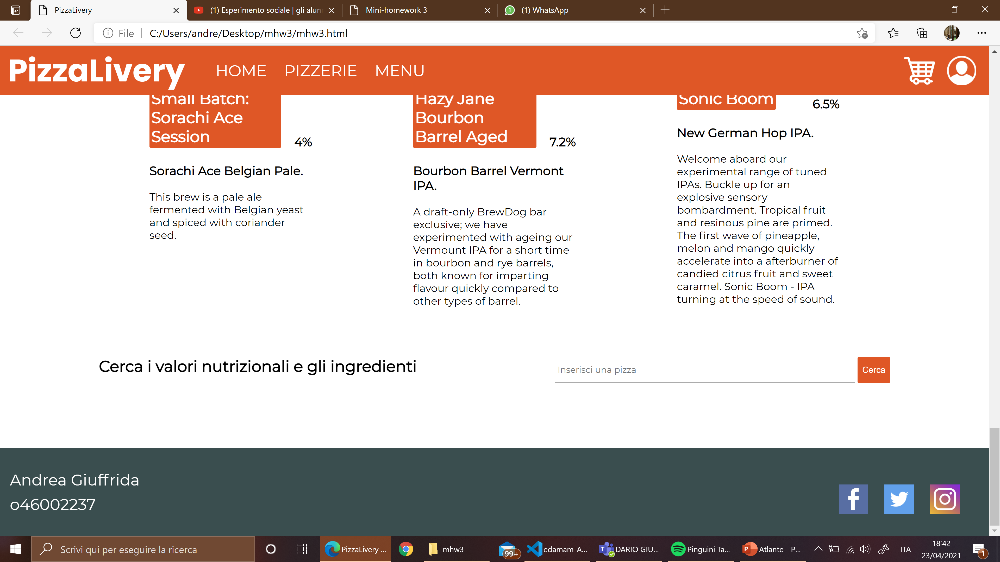 PizzaLivery
(1) Esperimento sociale | gli alun
Mini-homework 3
(1) WhatsApp
File
C:/Users/andre/Desktop/mhw3/mhw3.html
PizzaLivery
HOME
PIZZERIE
MENU
Small Batch:
Sorachi Ace
Session
4%
Sorachi Ace Belgian Pale.
This brew is a pale ale
fermented with Belgian yeast
and spiced with coriander
seed.
Hazy Jane
Bourbon
Barrel Aged
7.2%
Bourbon Barrel Vermont
IPA.
A draft-only BrewDog bar
exclusive; we have
experimented with ageing our
Vermount IPA for a short time
in bourbon and rye barrels,
both known for imparting
flavour quickly compared to
other types of barrel.
Sonic Boom
6.5%
New German Hop IPA.
Welcome aboard our
experimental range of tuned
IPAs. Buckle up for an
explosive sensory
bombardment. Tropical fruit
and resinous pine are primed.
The first wave of pineapple,
melon and mango quickly
accelerate into a afterburner of
candied citrus fruit and sweet
caramel. Sonic Boom - IPA
turning at the speed of sound.
Cerca i valori nutrizionali e gli ingredienti
Inserisci una pizza
Cerca
Andrea Giuffrida
o46002237
Scrivi qui per eseguire la ricerca
PizzaLivery ...
mhw3
99+
edamam_A...
DARIO GIU...
Pinguini Ta...
Atlante - P...
ITA
18:42
23/04/2021
1